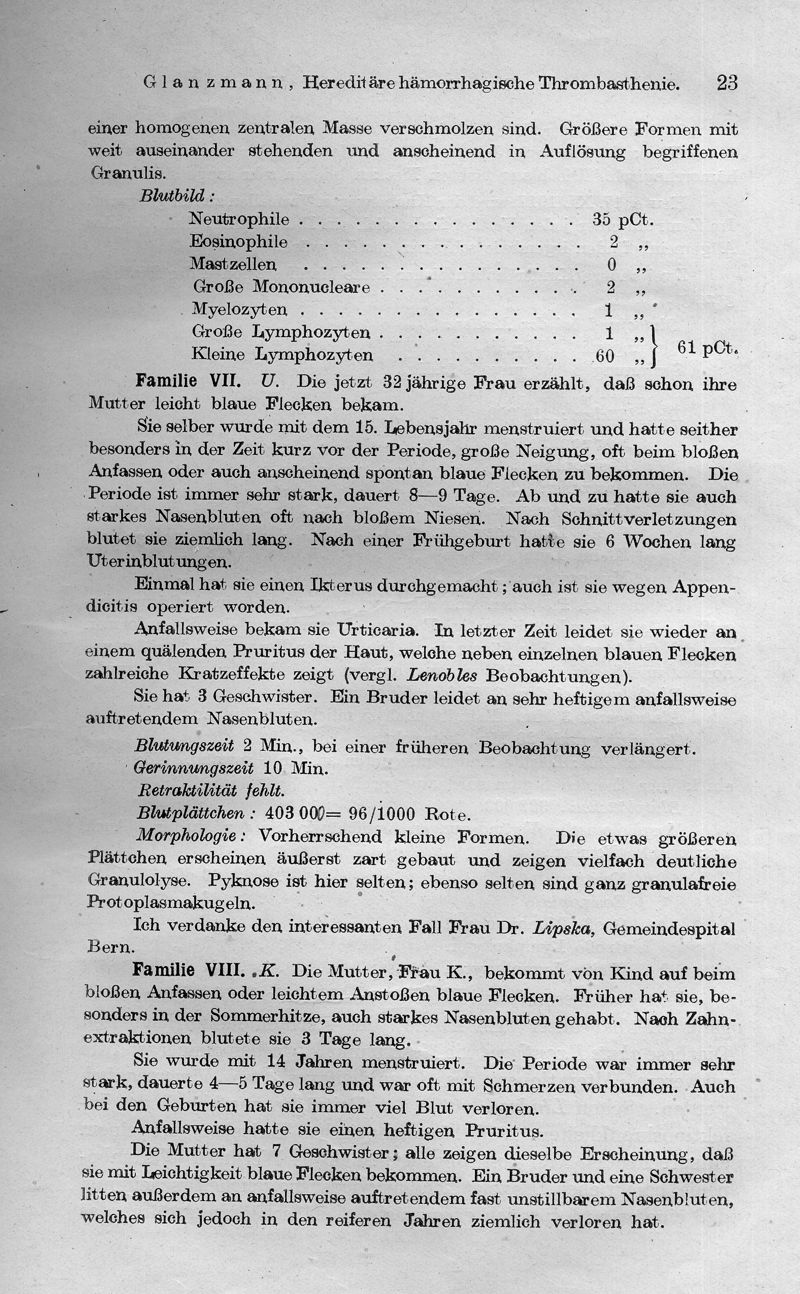 Glanzmann, Hereditäre hämorrhagische Thrombasthenie. 23
einer homogenen zentralen Masse verschmolzen sind. Größere Formen mit
weit auseinander stehenden und anscheinend in Auflösung begriffenen
Granulis.
Blutbild:
Neutrophile . . . . . . . . . . . . . . . 35 pCt.
Eosinophile . . . . . . . . . . . . . . . 2 „
Mastzellen . . . . . . . . . . . . . . . 0 „
Große Mononucleare . . . . . . . . . . . 2 „
Myelozyten . . . . . . . . . . . . . . . 1 „
Große Lymphozyten . . . . . . . . . . . 1 „
Kleine Lymphozyten . . . . . . . . . . 60 „ } 61 pCt.
Familie VII. U. Die jetzt 32 jährige Frau erzählt, daß schon ihre
Mutter leicht blaue Flecken bekam.
Sie selber wurde mit dem 15. Lebensjahr menstruiert und hatte seither
besonders in der Zeit kurz vor der Periode, große Neigung, oft beim bloßen
Anfassen oder auch anscheinend spontan blaue Flecken zu bekommen. Die
Periode ist immer sehr stark, dauert 8—9 Tage. Ab und zu hatte sie auch
starkes Nasenbluten oft nach bloßem Niesen. Nach Schnittverletzungen
blutet sie ziemlich lang. Nach einer Frühgeburt hatte sie 6 Wochen lang
Uterinblutungen.
Einmal hat sie einen Ikterus durchgemacht; auch ist sie wegen Appen-
dicitis operiert worden.
Anfallsweise bekam sie Urticaria. In letzter Zeit leidet sie wieder an
einem quälenden Pruritus der Haut, welche neben einzelnen blauen Flecken
zahlreiche Kratzeffekte zeigt (vergl. Lenobles Beobachtungen).
Sie hat 3 Geschwister. Ein Bruder leidet an sehr heftigem anfallsweise
auftretendem Nasenbluten.
Blutungszeit 2 Min., bei einer früheren Beobachtung verlängert.
Gerinnungszeit 10 Min.
Retraktilität fehlt.
Blutplättchen: 403 000= 96/1000 Rote.
Morphologie: Vorherrschend kleine Formen. Die etwas größeren
Plättchen erscheinen äußerst zart gebaut und zeigen vielfach deutliche
Granulolyse. Pyknose ist hier selten; ebenso selten sind ganz granulafreie
Protoplasmakugeln.
Ich verdanke den interessanten Fall Frau Dr. Lipska, Gemeindespital
Bern.
Familie VIII. K. Die Mutter, Frau K., bekommt von Kind auf beim
bloßen Anfassen oder leichtem Anstoßen blaue Flecken. Früher hat sie, be-
sonders in der Sommerhitze, auch starkes Nasenbluten gehabt. Nach Zahn-
extraktionen blutete sie 3 Tage lang.
Sie wurde mit 14 Jahren menstruiert. Die Periode war immer sehr
stark, dauerte 4—5 Tage lang und war oft mit Schmerzen verbunden. Auch
bei den Geburten hat sie immer viel Blut verloren.
Anfallsweise hatte sie einen heftigen Pruritus.
Die Mutter hat 7 Geschwister; alle zeigen dieselbe Erscheinung, daß
sie mit Leichtigkeit blaue Flecken bekommen. Ein Bruder und eine Schwester
litten außerdem an anfallsweise auftretendem fast unstillbarem Nasenbluten,
welches sich jedoch in den reiferen Jahren ziemlich verloren hat.